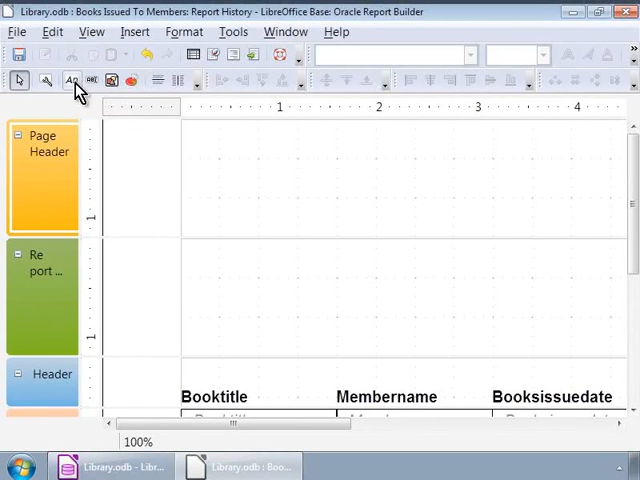 Library.odb : Books Issued To Members: Report History - LibreOffice Base: Oracle Report Builder
File Edit View Insert Format Tools Window Help
1 2 3 4
Page
Header
1
Re
port ...
1
Header
Booktitle Membername Booksissuedate
100%
Library.odb - Libr...
Library.odb : Boo...